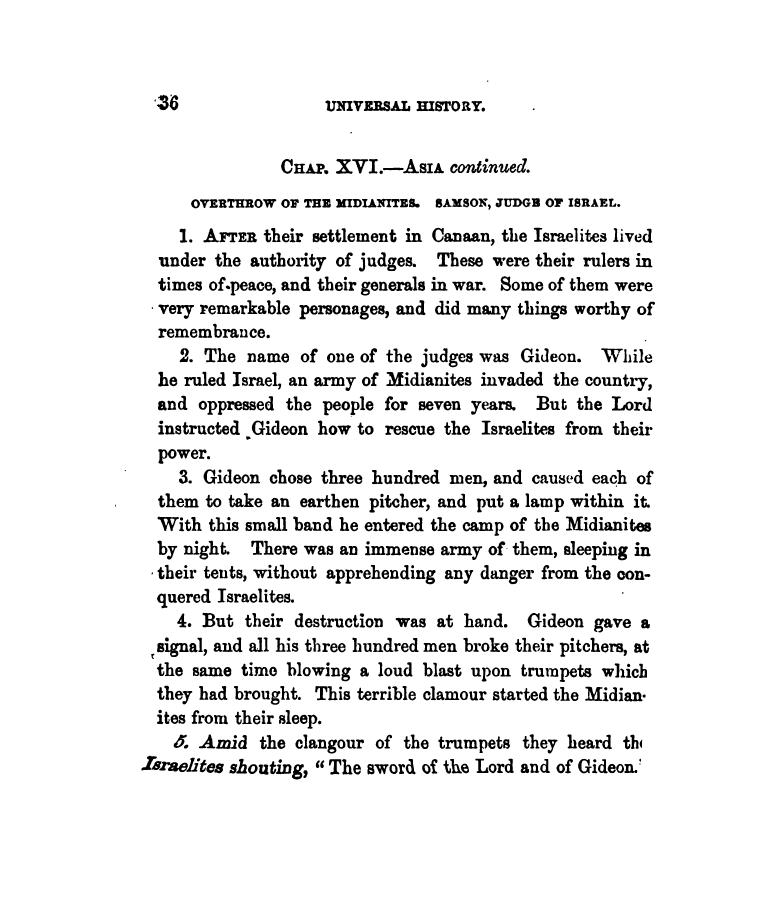 36 UNIVERSAL HISTORY.
CHAP. XVI.—ASIA continued.
OVERTHROW OF THE MIDIANITES. SAMSON, JUDGE OF ISRAEL.
1. AFTER their settlement in Canaan, the Israelites lived
under the authority of judges. These were their rulers in
times of peace, and their generals in war. Some of them were
very remarkable personages, and did many things worthy of
remembrance.
2. The name of one of the judges was Gideon. While
he ruled Israel, an army of Midianites invaded the country,
and oppressed the people for seven years. But the Lord
instructed Gideon how to rescue the Israelites from their
power.
3. Gideon chose three hundred men, and caused each of
them to take an earthen pitcher, and put a lamp within it.
With this small band he entered the camp of the Midianites
by night. There was an immense army of them, sleeping in
their tents, without apprehending any danger from the con-
quered Israelites.
4. But their destruction was at hand. Gideon gave a
signal, and all his three hundred men broke their pitchers, at
the same time blowing a loud blast upon trumpets which
they had brought. This terrible clamour started the Midian-
ites from their sleep.
5. Amid the clangour of the trumpets they heard the
Israelites shouting, “The sword of the Lord and of Gideon.'